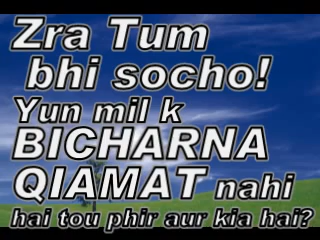 Zra Tum
bhi socho!
Yun mil k
BICHARNA
QIAMAT nahi
hai tou phir aur kia hai?